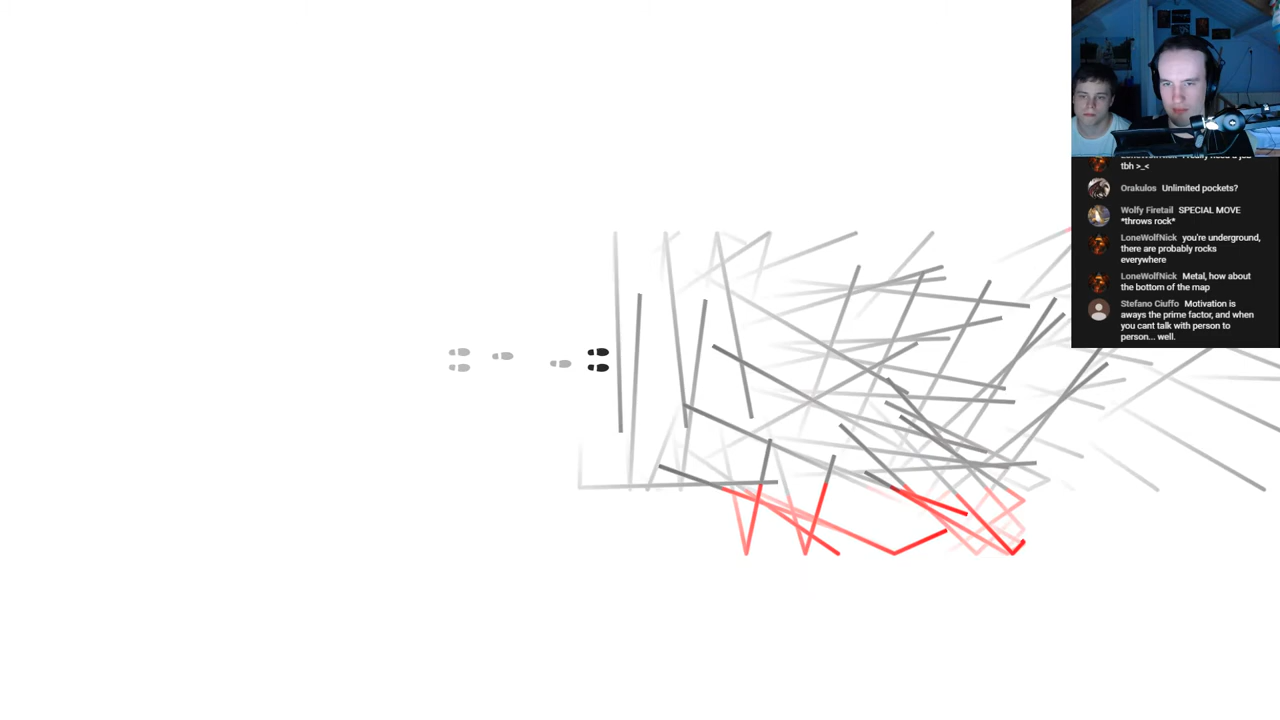 tbh >_<
Orakulos Unlimited pockets?
Wolfy Firetail SPECIAL MOVE
*throws rock*
LoneWolfNick you're underground,
there are probably rocks
everywhere
LoneWolfNick Metal, how about
the bottom of the map
Stefano Ciuffo Motivation is
aways the prime factor, and when
you cant talk with person to
person... well.